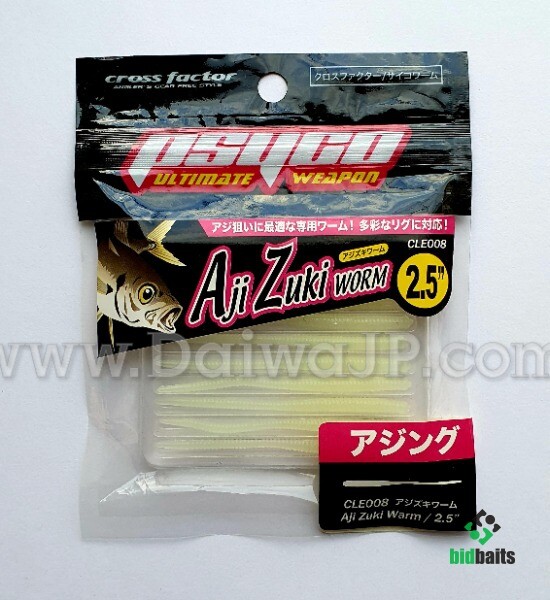 cross factor
ANGLER'S GEAR FREE STYLE
クロスファクター/サイコワーム
PSYCO
ULTIMATE WEAPON
アジ狙いに最適な専用ワーム! 多彩なリグに対応!
CLE008
Aji Zuki WORM
アジズキワーム
2.5"
www.DaiwaJP.com
アジング
CLE008 アジズキワーム
Aji Zuki Warm / 2.5"
bidbaits